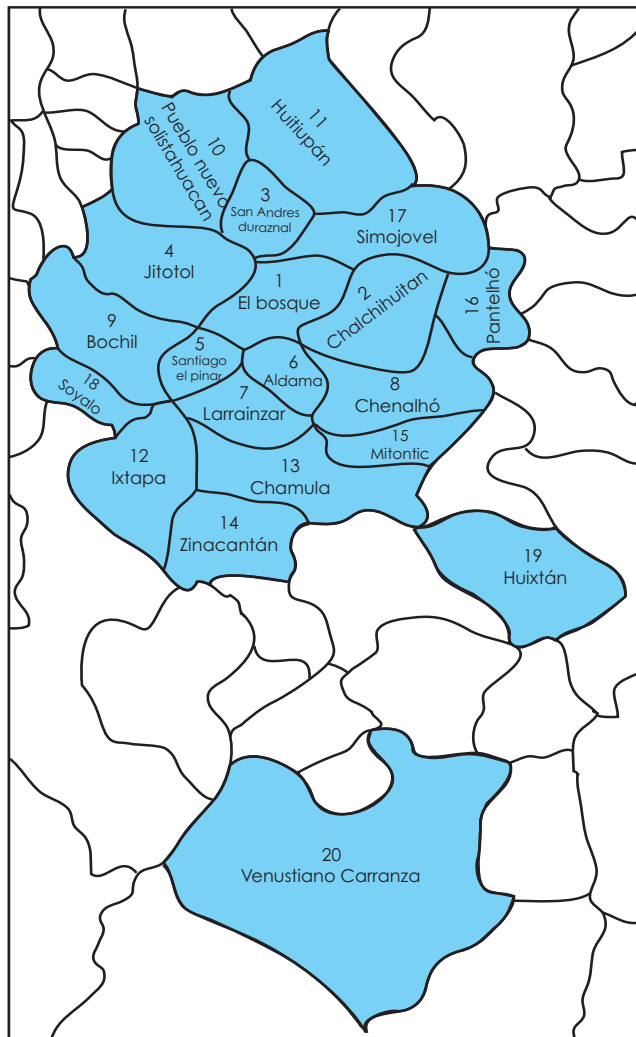 11
Huitiupán
10
Pueblo nuevo
solistahuacan
3
San Andres
duraznal
17
Simojovel
4
Jitotol
1
El bosque
2
Chalchihuitan
16
Pantelhó
9
Bochil
5
Santiago
el pinar
6
Aldama
18
Soyalo
7
Larrainzar
8
Chenalhó
15
Mitontic
12
Ixtapa
13
Chamula
14
Zinacantán
19
Huixtán
20
Venustiano Carranza